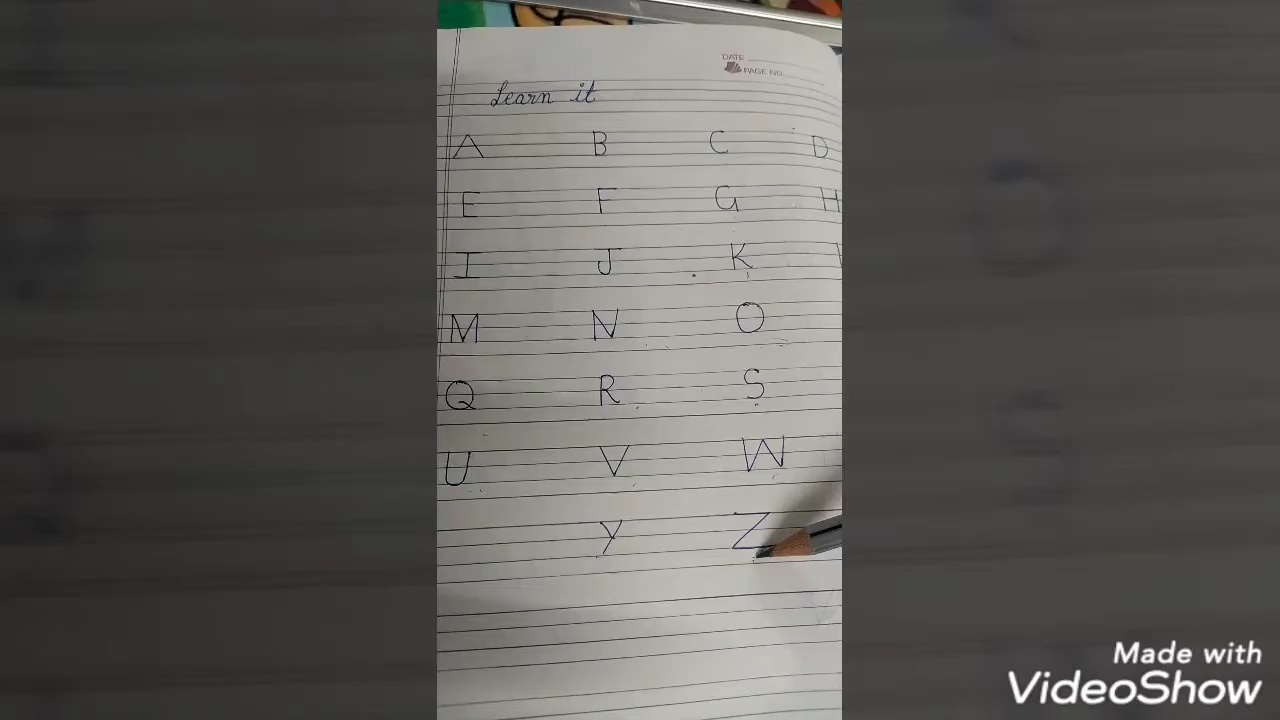 DATE
PAGE NO.
Learn it
A B C D
E F G H
I J K
M N O
Q R S
U V W
Y Z
Made with
VideoShow